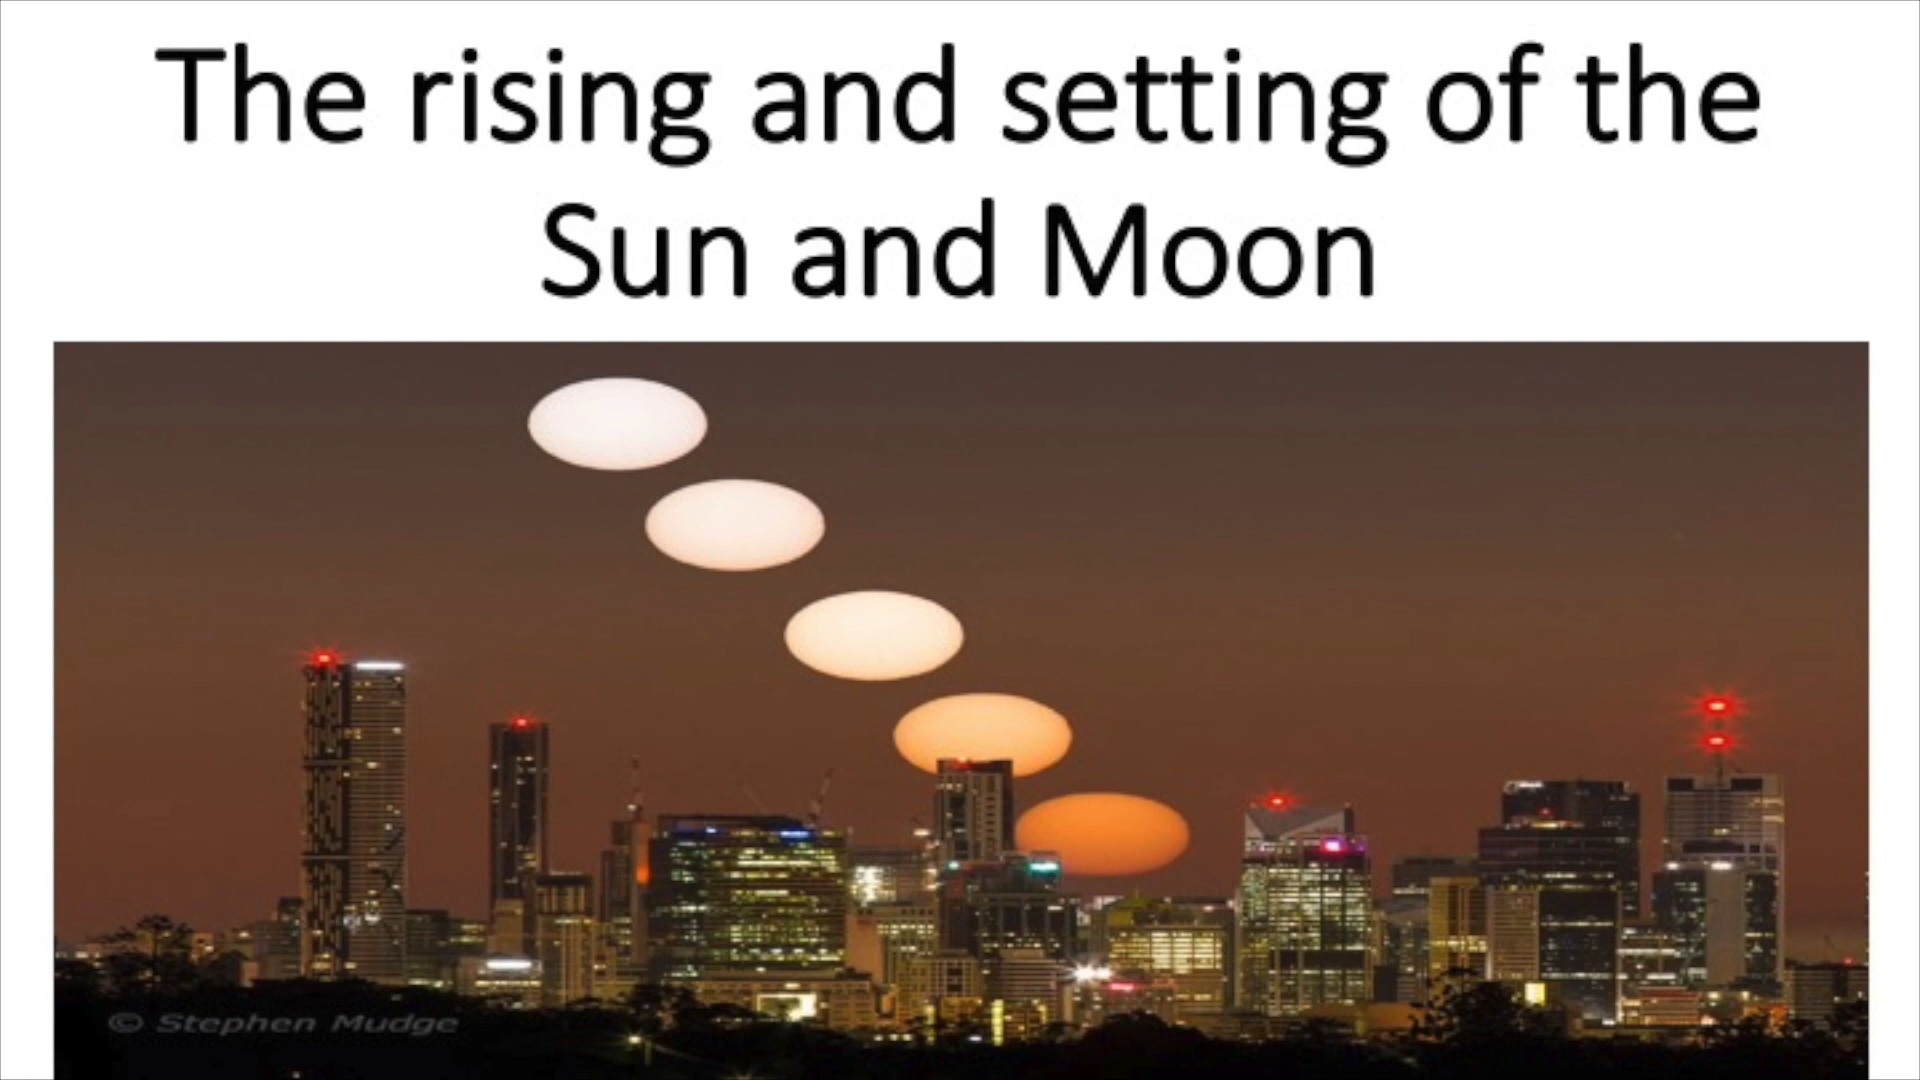 The rising and setting of the
Sun and Moon
© Stephen Mudge